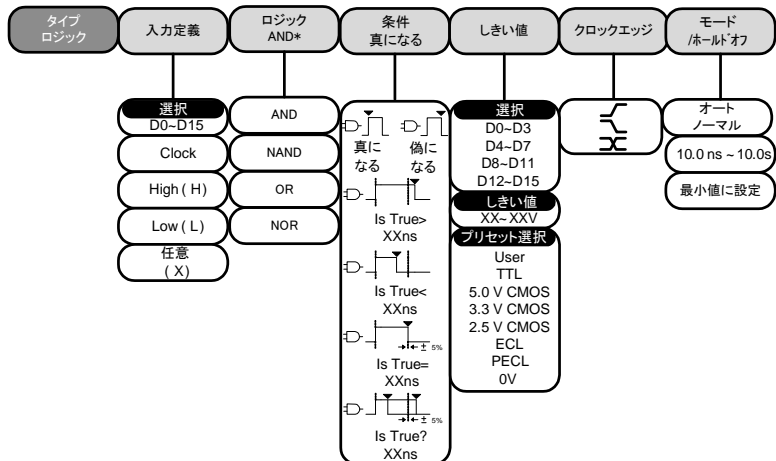 タイプ
ロジック
入力定義
ロジック
AND*
条件
真になる
しきい値
クロックエッジ
モード
/ホールドオフ
選択
D0~D15
Clock
High ( H )
Low ( L )
任意
( X )
AND
NAND
OR
NOR
真に
なる
偽に
なる
Is True>
XXns
Is True<
XXns
± 5%
Is True=
XXns
± 5%
Is True?
XXns
選択
D0~D3
D4~D7
D8~D11
D12~D15
しきい値
XX~XXV
プリセット選択
User
TTL
5.0 V CMOS
3.3 V CMOS
2.5 V CMOS
ECL
PECL
0V
オート
ノーマル
10.0 ns ~ 10.0s
最小値に設定